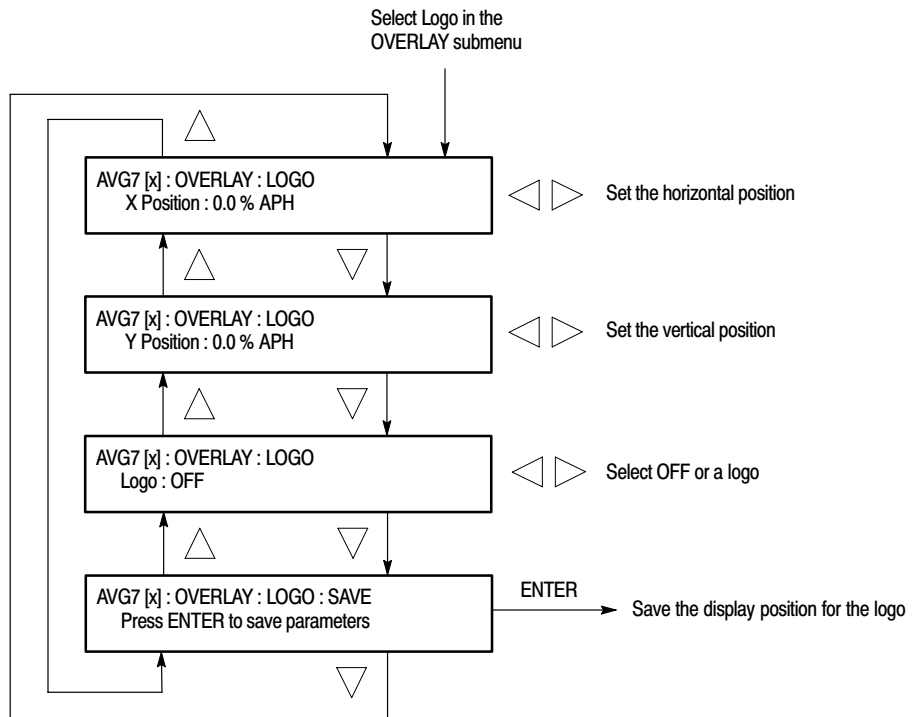 Select Logo in the
OVERLAY submenu
AVG7 [x] : OVERLAY : LOGO
X Position : 0.0 % APH
Set the horizontal position
AVG7 [x] : OVERLAY : LOGO
Y Position : 0.0 % APH
Set the vertical position
AVG7 [x] : OVERLAY : LOGO
Logo : OFF
Select OFF or a logo
AVG7 [x] : OVERLAY : LOGO : SAVE
Press ENTER to save parameters
ENTER
Save the display position for the logo